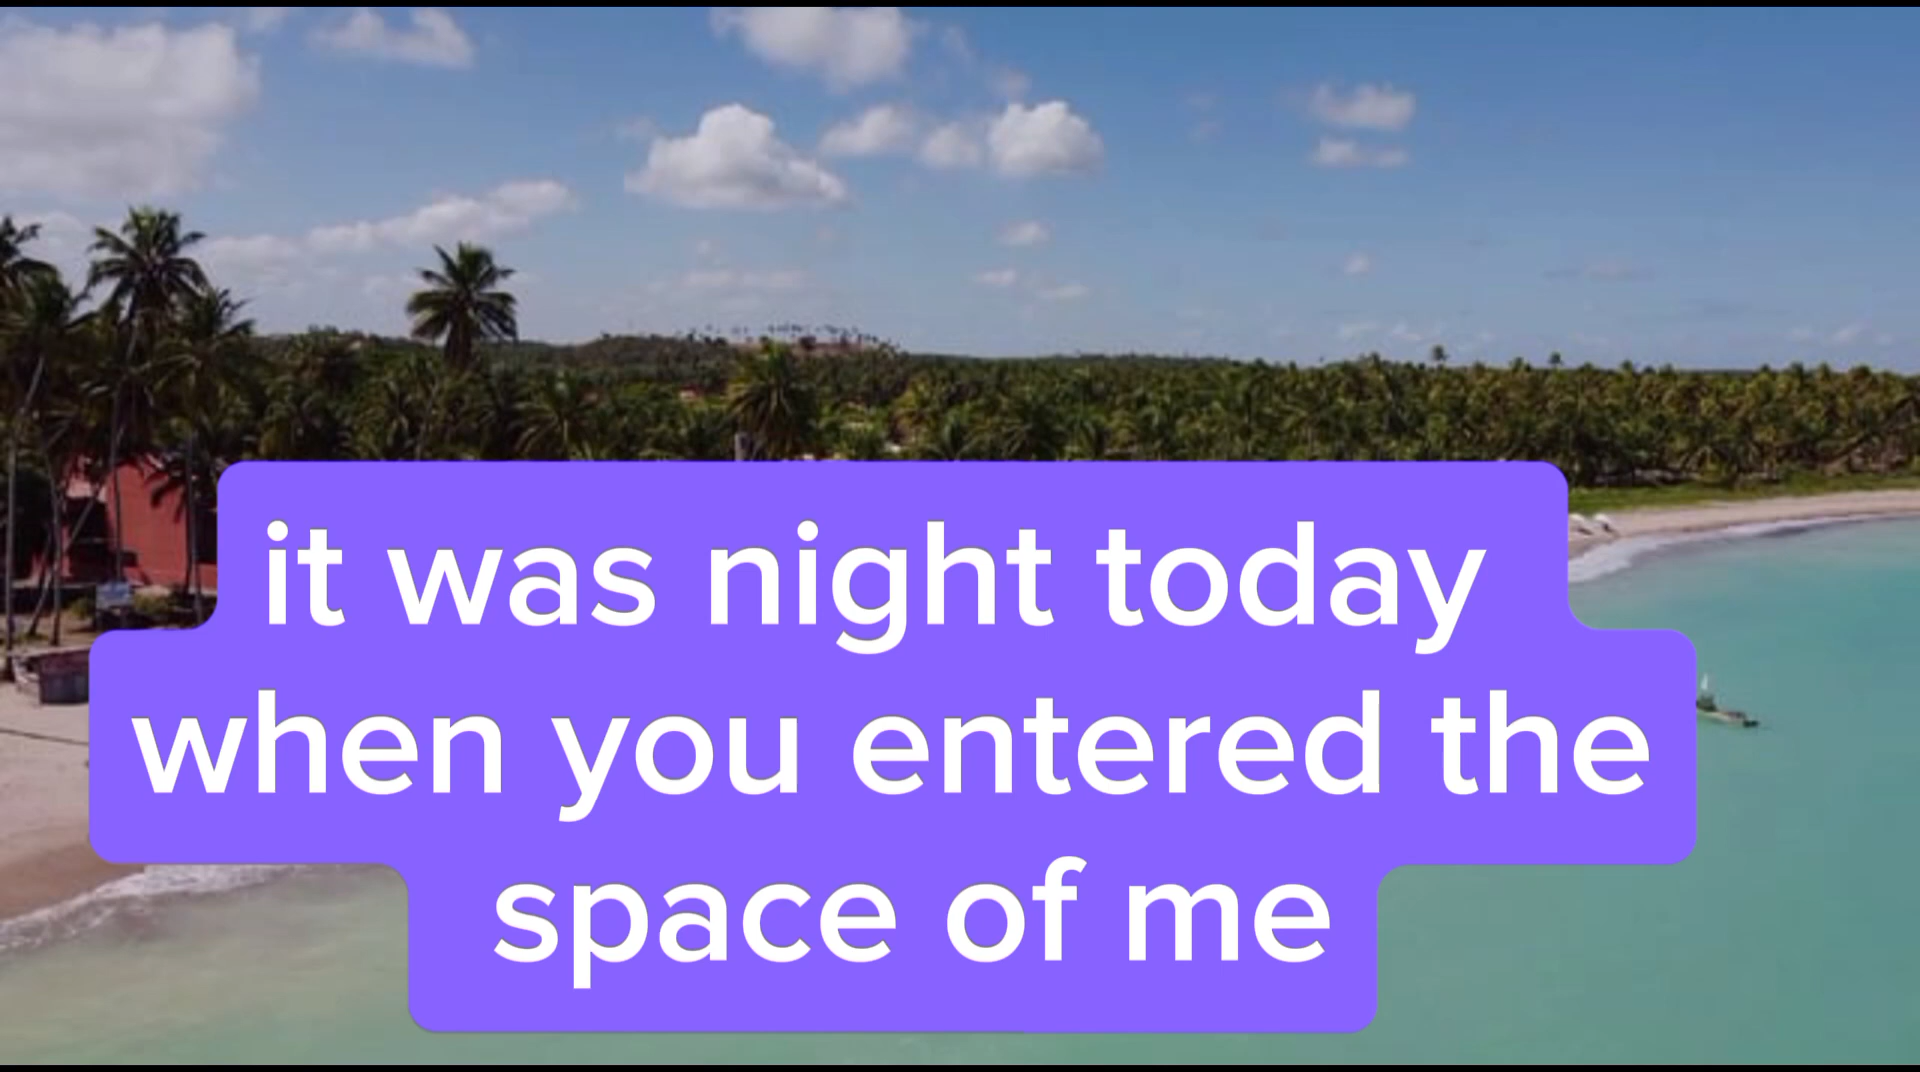 it was night today
when you entered the
space of me